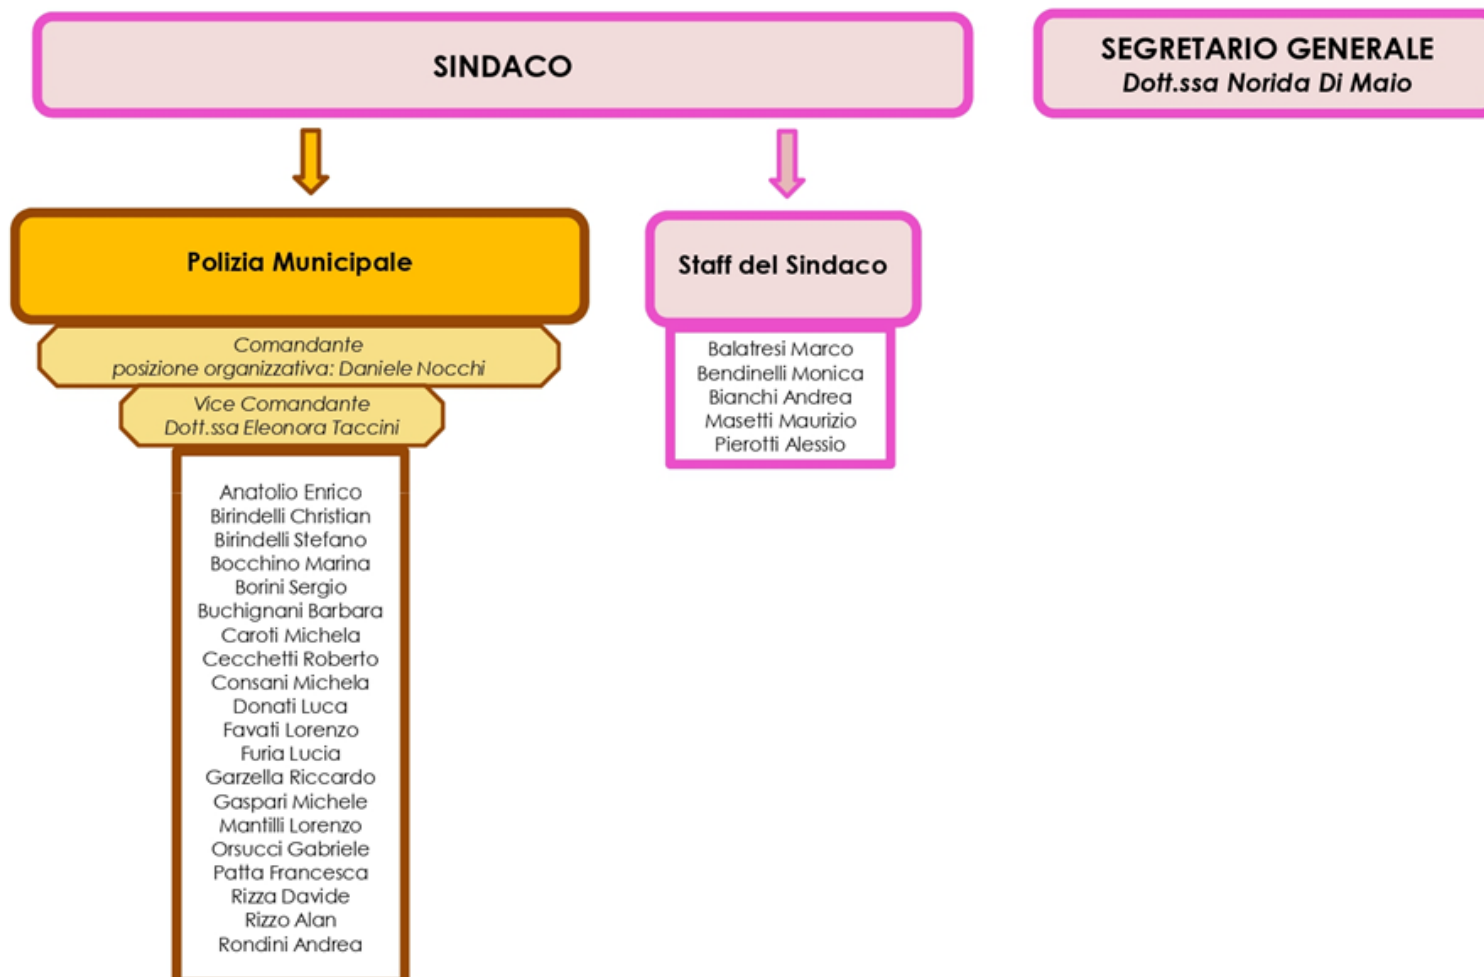 SINDACO
SEGRETARIO GENERALE
Dott.ssa Norida Di Maio
Polizia Municipale
Comandante
posizione organizzativa: Daniele Nocchi
Vice Comandante
Dott.ssa Eleonora Taccini
Anatolio Enrico
Birindelli Christian
Birindelli Stefano
Bocchino Marina
Borini Sergio
Buchignani Barbara
Caroti Michela
Cecchetti Roberto
Consani Michela
Donati Luca
Favati Lorenzo
Furia Lucia
Garzella Riccardo
Gaspari Michele
Mantilli Lorenzo
Orsucci Gabriele
Patta Francesca
Rizza Davide
Rizzo Alan
Rondini Andrea
Staff del Sindaco
Balatresi Marco
Bendinelli Monica
Bianchi Andrea
Masetti Maurizio
Pierotti Alessio